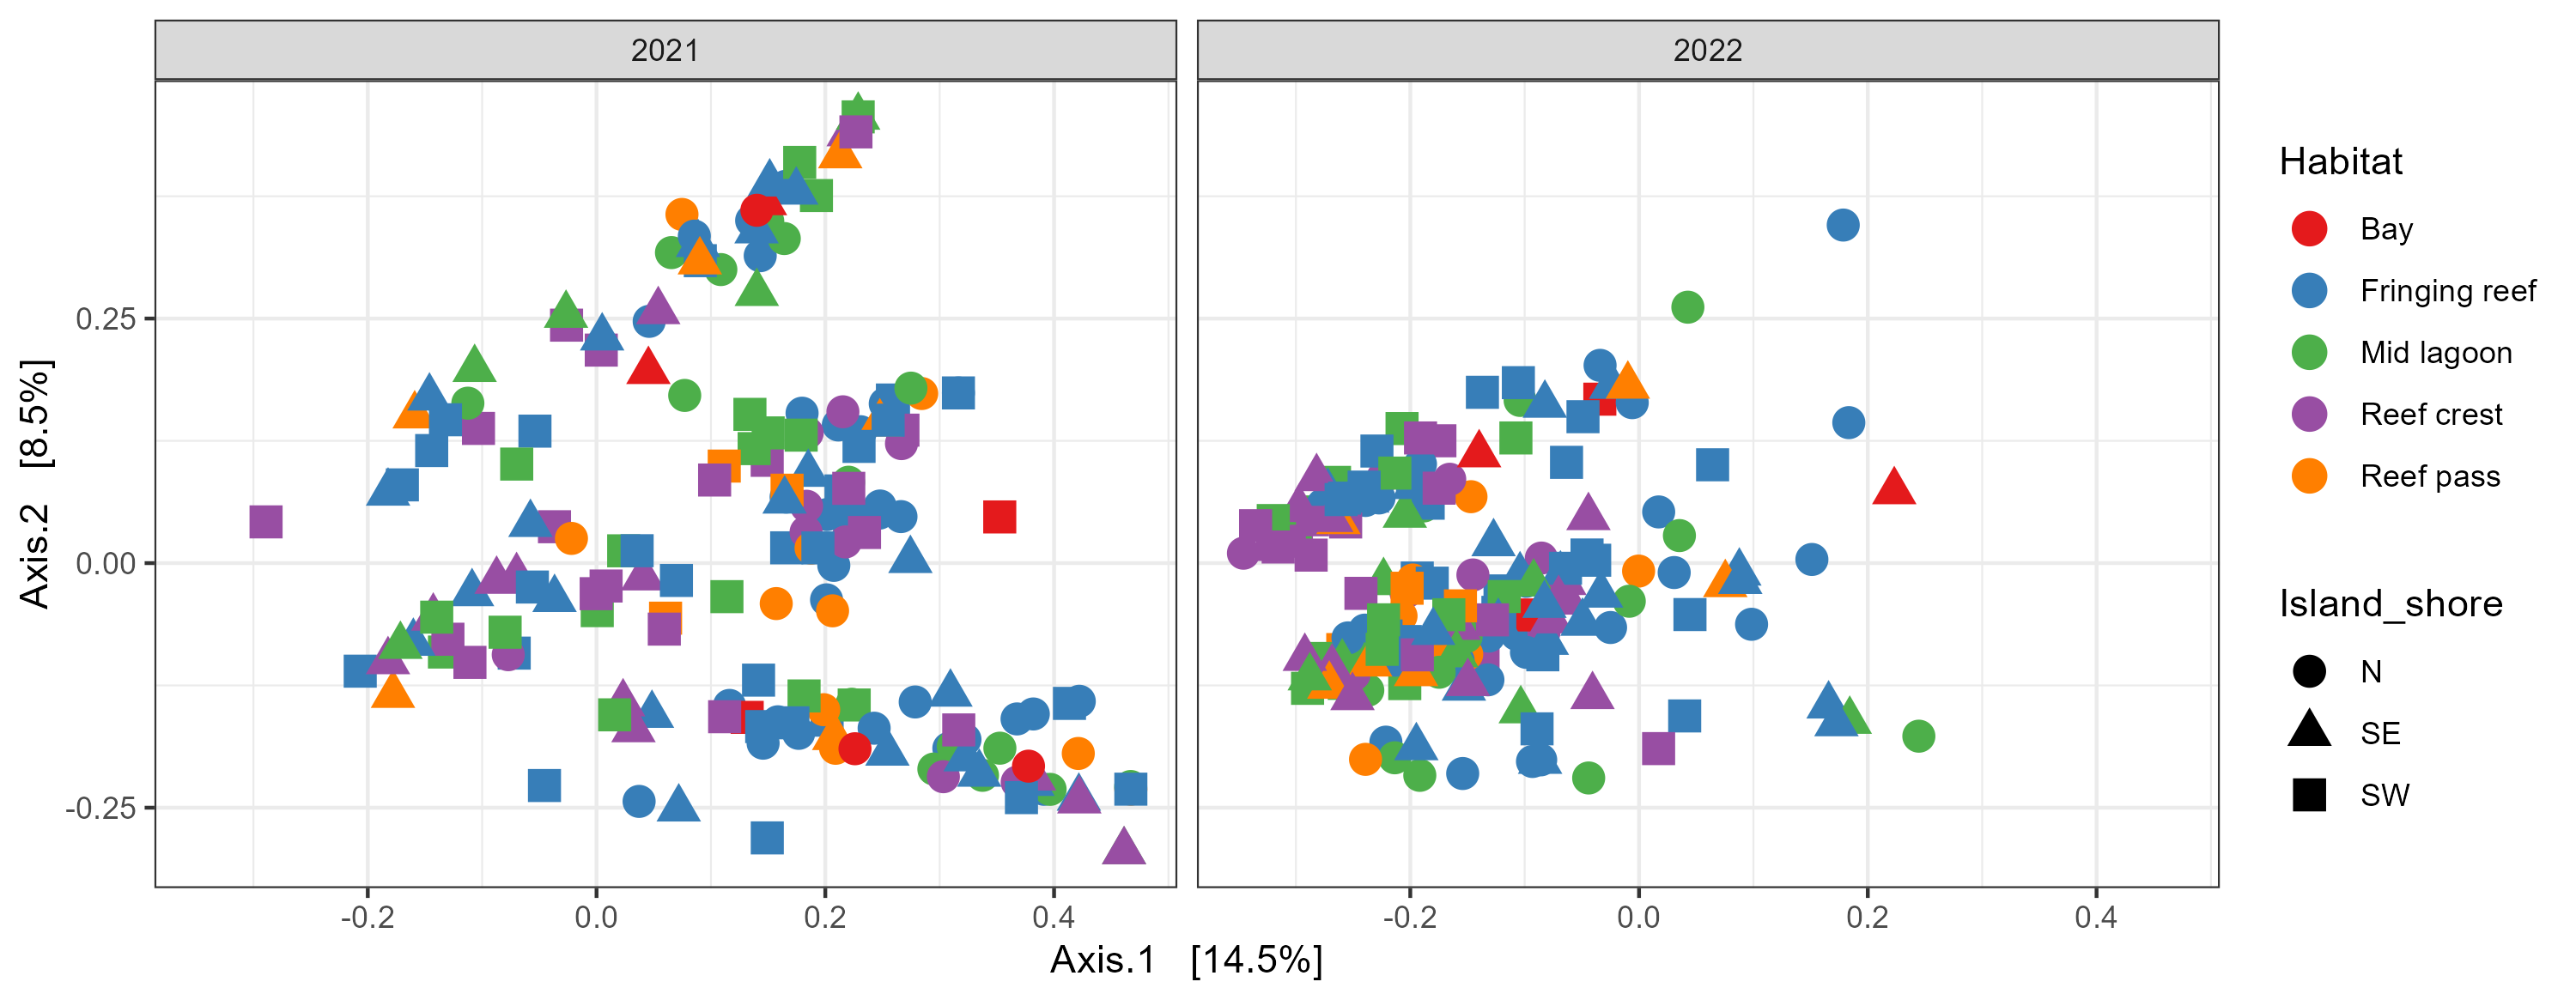 2021 2022
Axis.2 [8.5%]
0.25
0.00
-0.25
-0.2 0.0 0.2 0.4 -0.2 0.0 0.2 0.4
Axis.1 [14.5%]
Habitat
Bay
Fringing reef
Mid lagoon
Reef crest
Reef pass
Island_shore
N
SE
SW